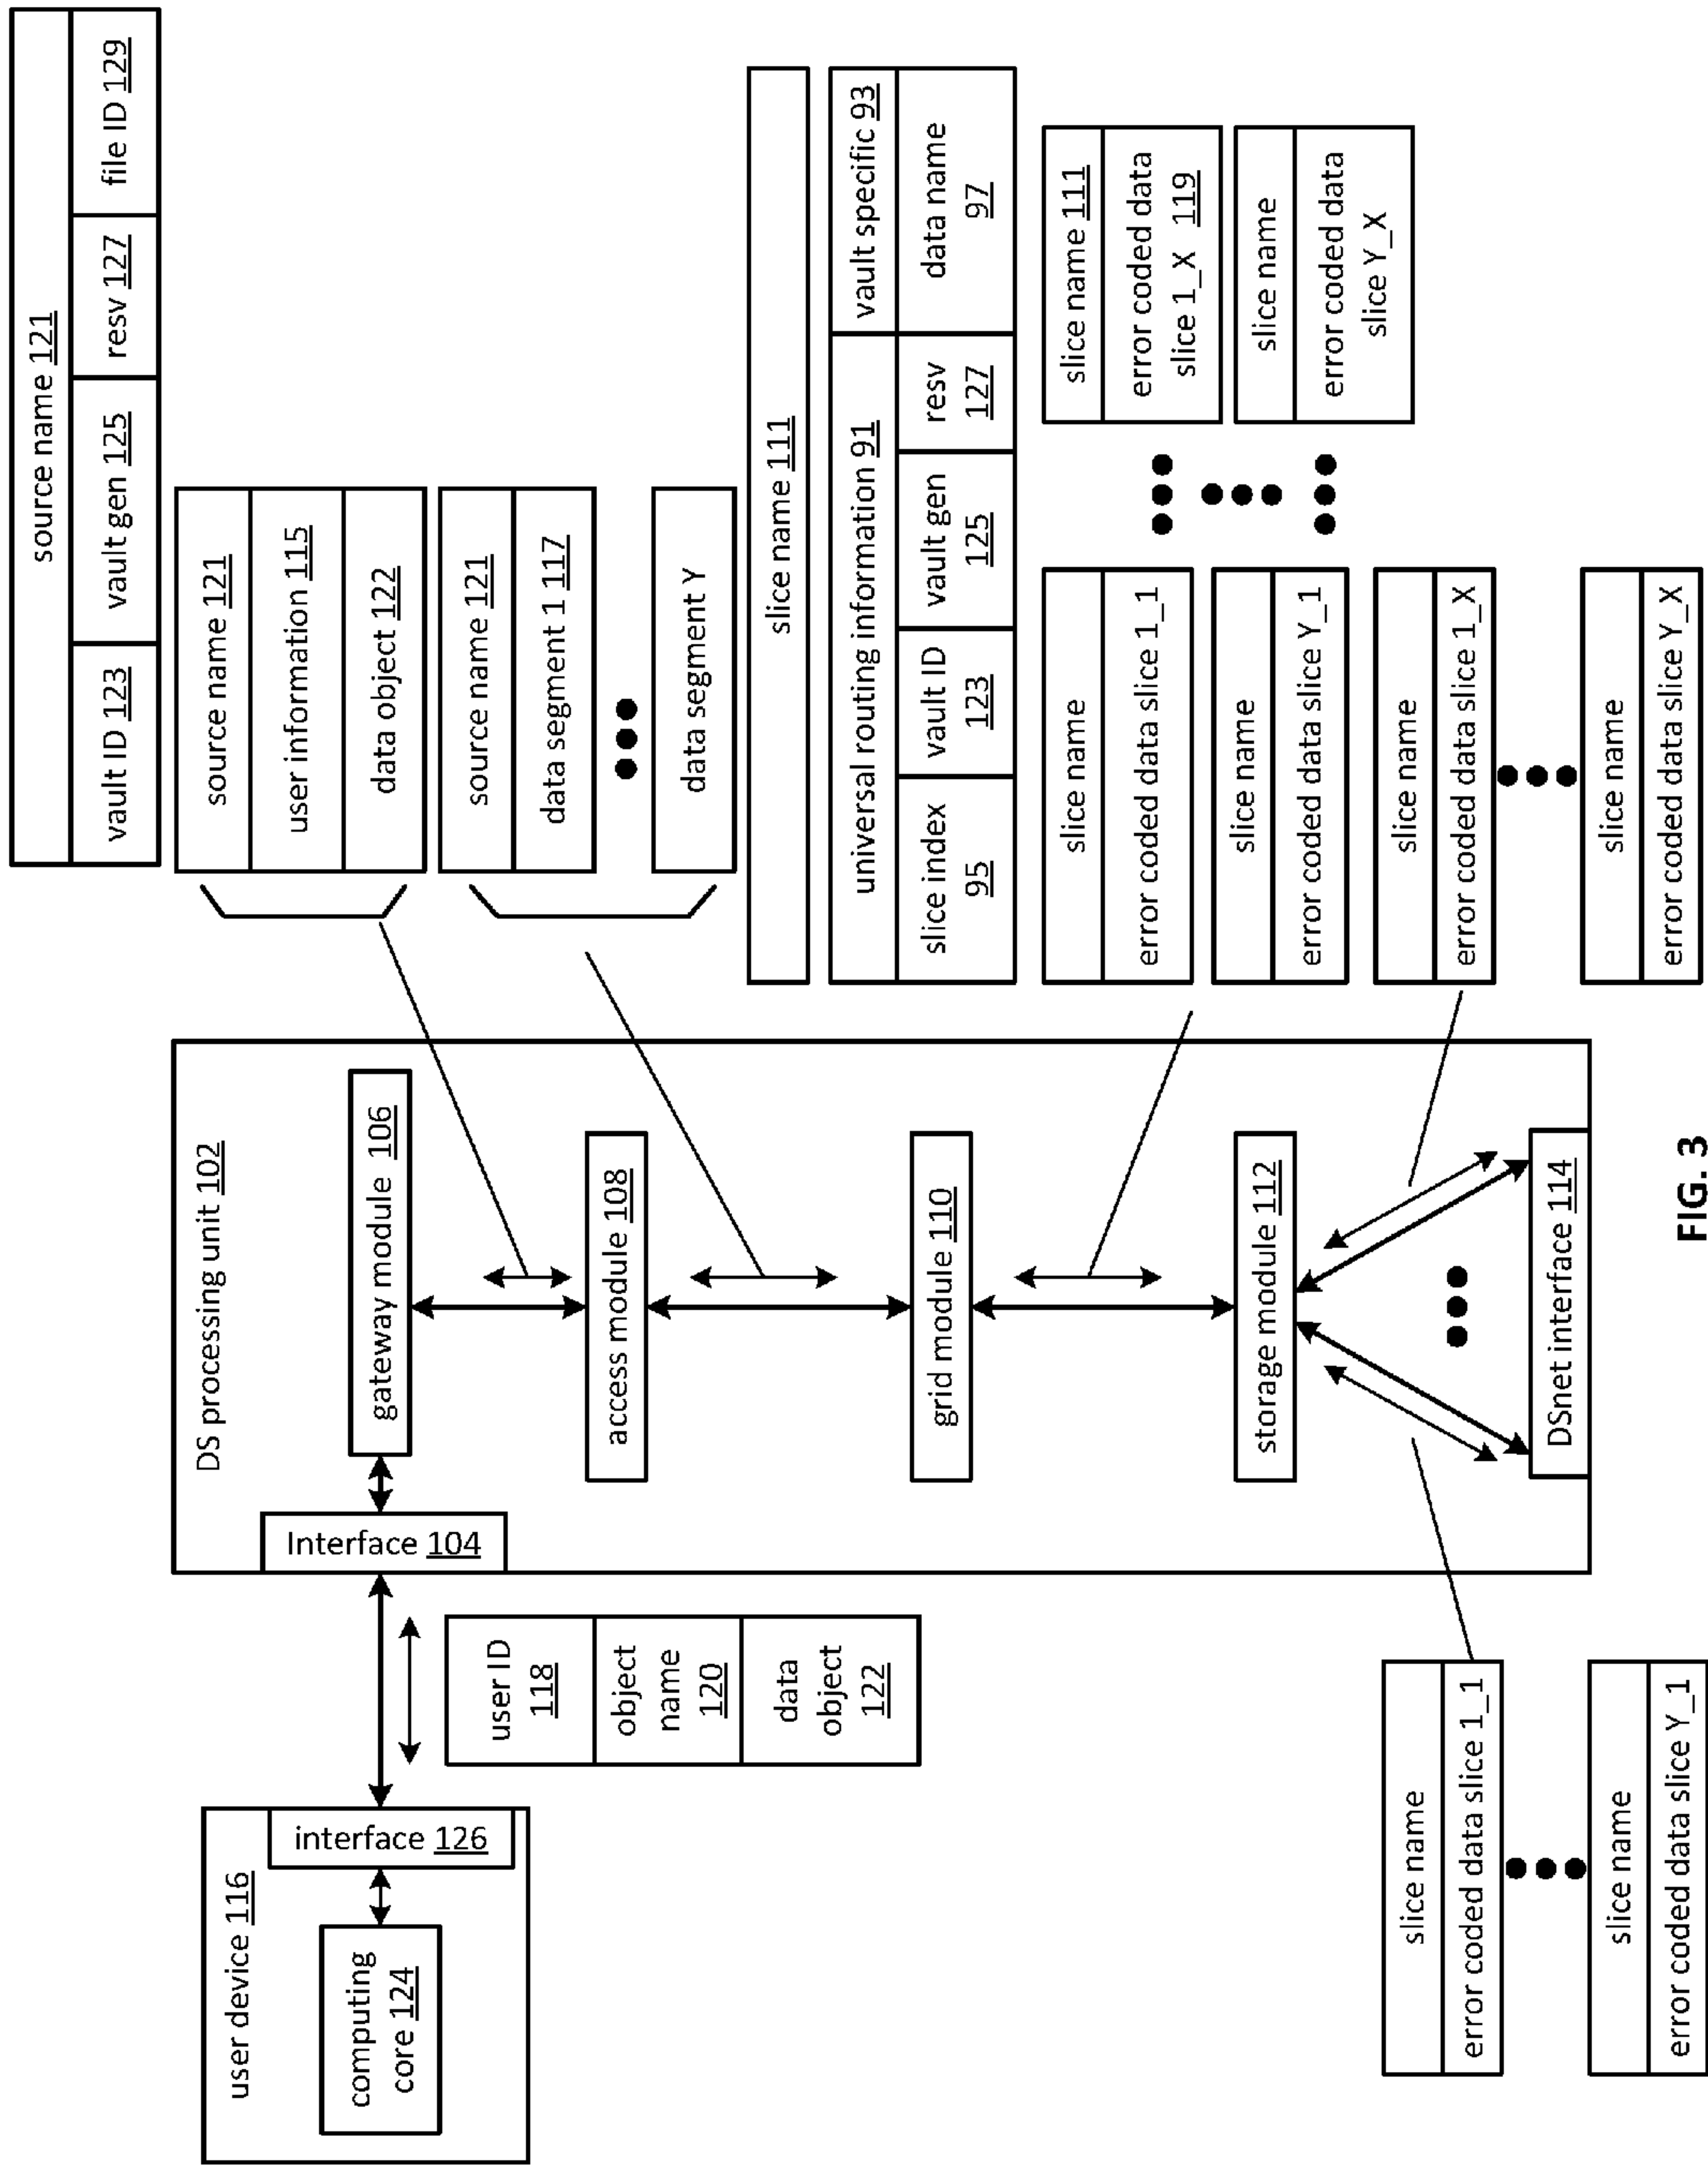 source name 121
vault ID 123
vault gen 125
resv 127
file ID 129
source name 121
user information 115
data object 122
source name 121
data segment 1 117
data segment Y
slice name 111
universal routing information 91
vault specific 93
slice index
95
vault ID
123
vault gen
125
resv
127
data name
97
slice name
error coded data slice 1_1
slice name 111
error coded data
slice 1_X 119
slice name
error coded data slice Y_1
slice name
error coded data
slice Y_X
slice name
error coded data slice 1_X
slice name
error coded data slice Y_X
user device 116
computing
core 124
interface 126
user ID
118
object
name
120
data
object
122
DS processing unit 102
Interface 104
gateway module 106
access module 108
grid module 110
storage module 112
DSnet interface 114
slice name
error coded data slice 1_1
slice name
error coded data slice Y_1
FIG. 3